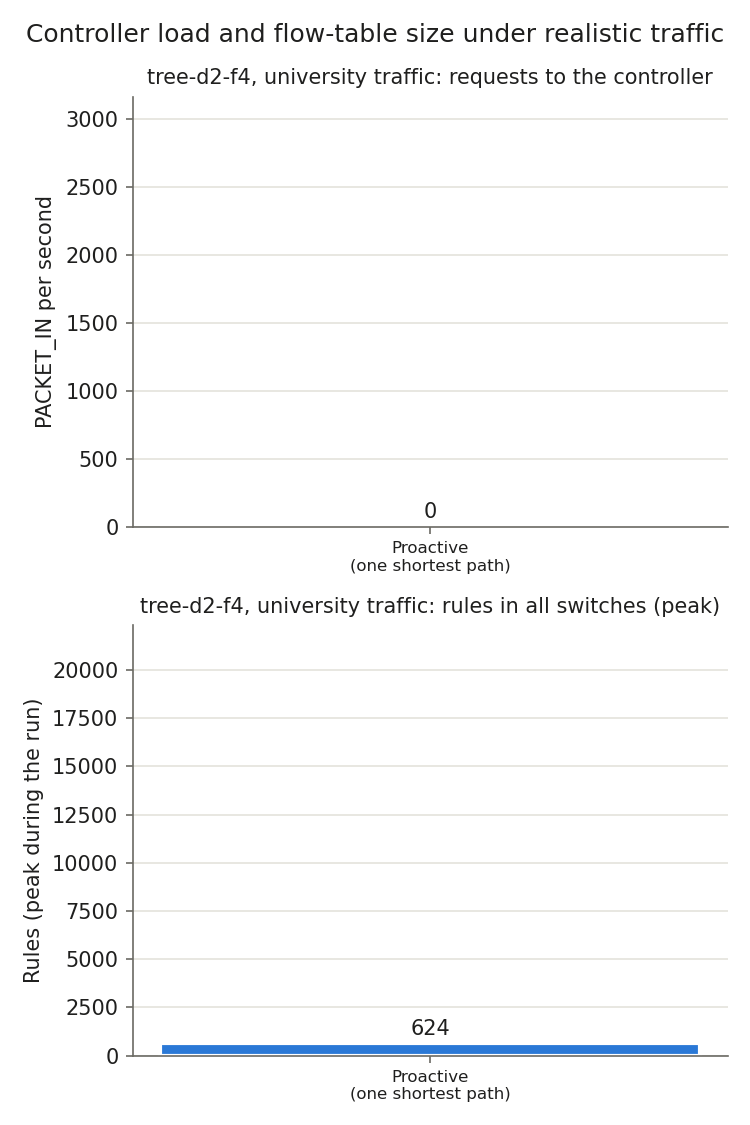 Controller load and flow-table size under realistic traffic
tree-d2-f4, university traffic: requests to the controller
PACKET_IN per second
3000
2500
2000
1500
1000
500
0
0
Proactive
(one shortest path)
tree-d2-f4, university traffic: rules in all switches (peak)
Rules (peak during the run)
20000
17500
15000
12500
10000
7500
5000
2500
0
624
Proactive
(one shortest path)